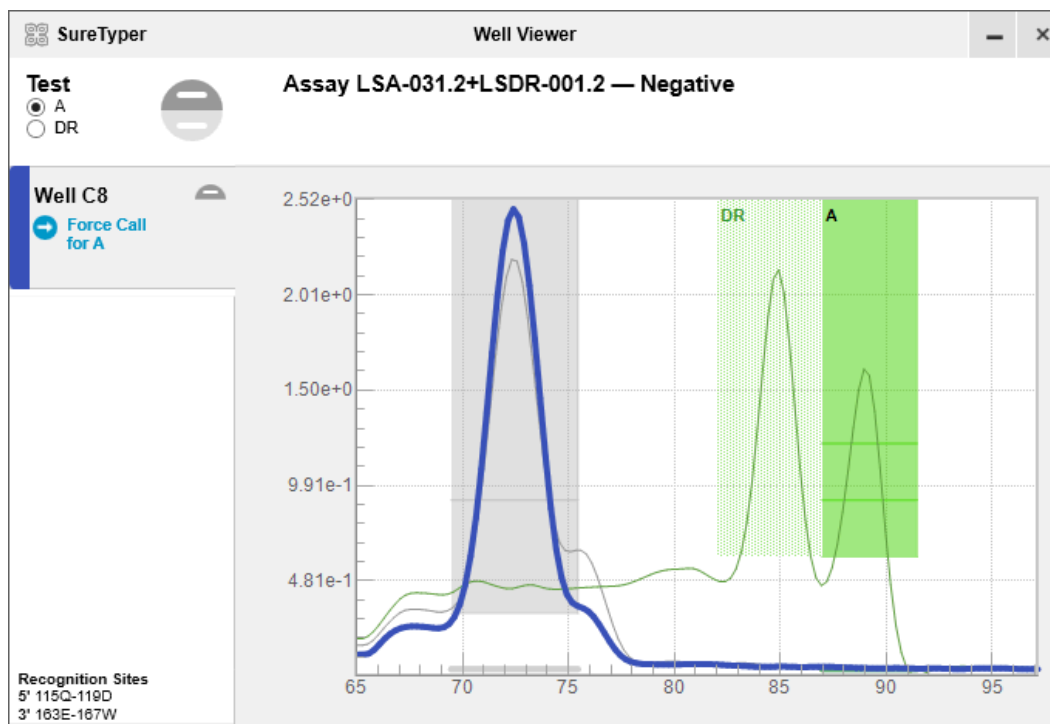 SureTyper
Well Viewer
Test
A
DR
Assay LSA-031.2+LSDR-001.2 — Negative
Well C8
Force Call
for A
2.52e+0
2.01e+0
1.50e+0
9.91e-1
4.81e-1
DR
A
65 70 75 80 85 90 95
Recognition Sites
5' 115Q-119D
3' 163E-167W